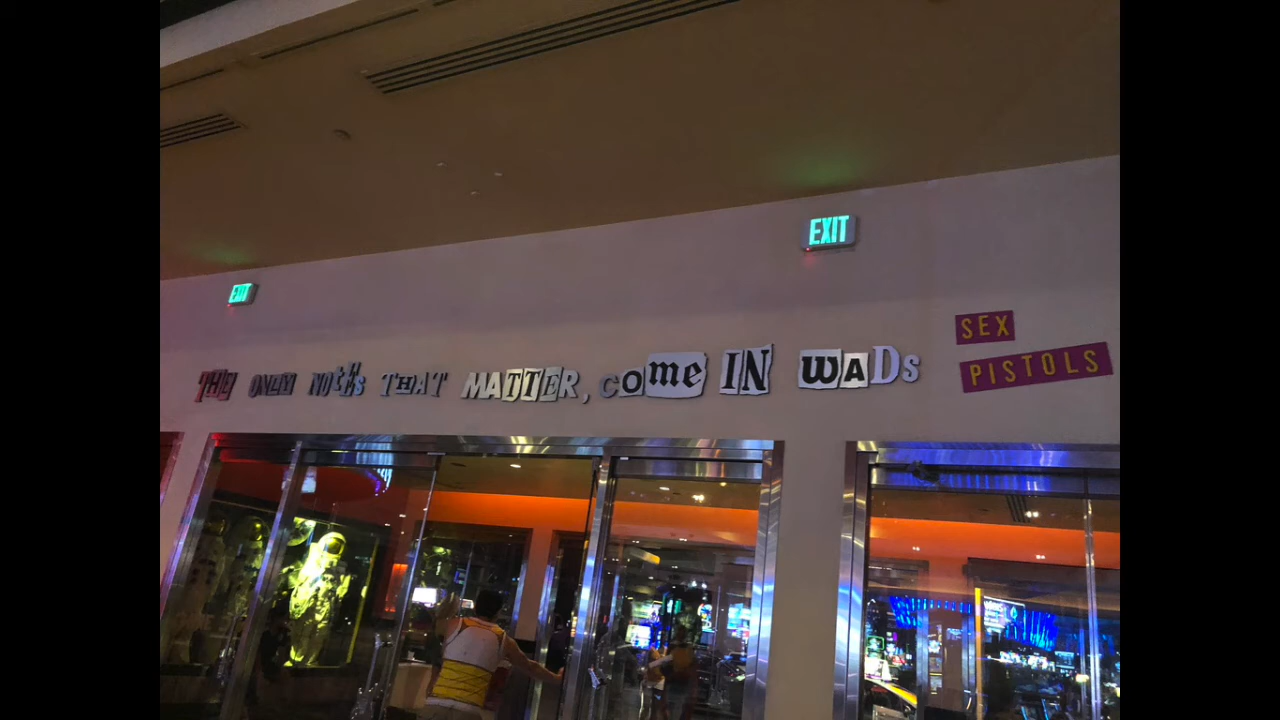 EXIT
EXIT
THE ONLY NOtEs THAT MATTER, COme IN WADs
SEX
PISTOLS